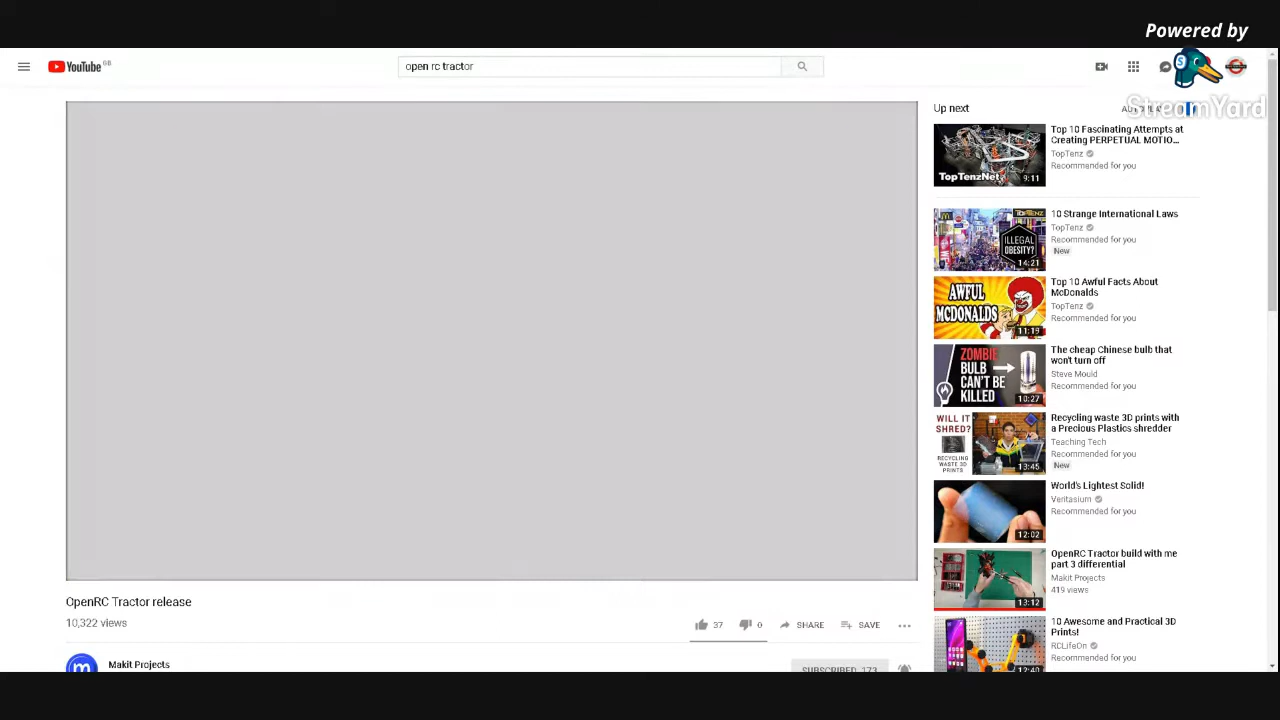 Powered by
StreamYard
YouTube GB
open rc tractor
Up next
TopTenzNet
9:11
Top 10 Fascinating Attempts at
Creating PERPETUAL MOTIO...
TopTenz
Recommended for you
ILLEGAL
OBESITY?
14:21
10 Strange International Laws
TopTenz
Recommended for you
New
AWFUL
MCDONALDS
11:19
Top 10 Awful Facts About
McDonalds
TopTenz
Recommended for you
ZOMBIE
BULB
CAN'T BE
KILLED
10:27
The cheap Chinese bulb that
won't turn off
Steve Mould
Recommended for you
WILL IT
SHRED?
RECYCLING
WASTE 3D
PRINTS
13:45
Recycling waste 3D prints with
a Precious Plastics shredder
Teaching Tech
Recommended for you
New
12:02
World's Lightest Solid!
Veritasium
Recommended for you
13:12
OpenRC Tractor build with me
part 3 differential
Makit Projects
419 views
12:40
10 Awesome and Practical 3D
Prints!
RCLifeOn
Recommended for you
OpenRC Tractor release
10,322 views
37
0
SHARE
SAVE
m
Makit Projects
SUBSCRIBED 173